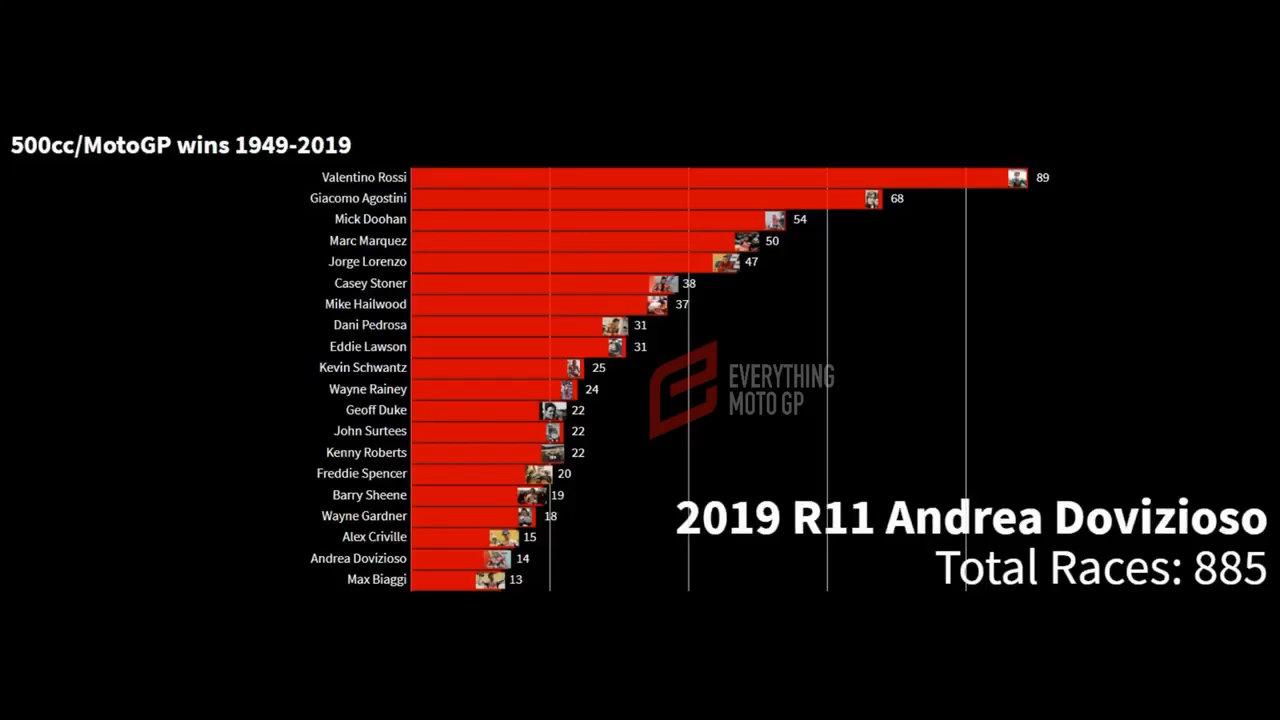 500cc/MotoGP wins 1949-2019
Valentino Rossi 89
Giacomo Agostini 68
Mick Doohan 54
Marc Marquez 50
Jorge Lorenzo 47
Casey Stoner 38
Mike Hailwood 37
Dani Pedrosa 31
Eddie Lawson 31
Kevin Schwantz 25
Wayne Rainey 24
Geoff Duke 22
John Surtees 22
Kenny Roberts 22
Freddie Spencer 20
Barry Sheene 19
Wayne Gardner 18
Alex Criville 15
Andrea Dovizioso 14
Max Biaggi 13
EVERYTHING
MOTO GP
2019 R11 Andrea Dovizioso
Total Races: 885